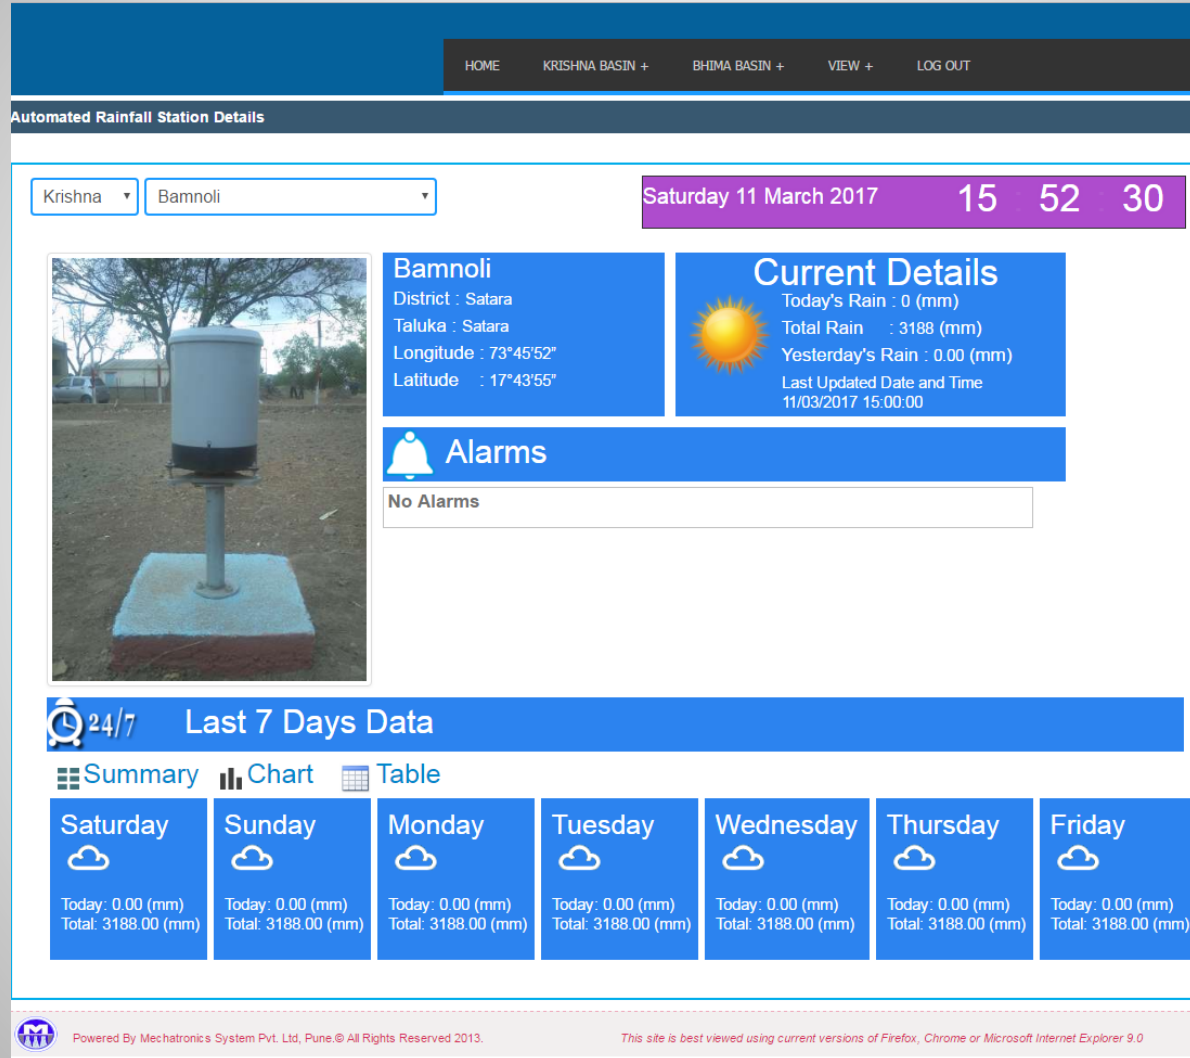 HOME KRISHNA BASIN + BHIMA BASIN + VIEW + LOG OUT
Automated Rainfall Station Details
Krishna Bamnoli
Saturday 11 March 2017 15 : 52 : 30
Bamnoli
District : Satara
Taluka : Satara
Longitude : 73°45'52"
Latitude : 17°43'55"
Current Details
Today's Rain : 0 (mm)
Total Rain : 3188 (mm)
Yesterday's Rain : 0.00 (mm)
Last Updated Date and Time
11/03/2017 15:00:00
Alarms
No Alarms
24/7 Last 7 Days Data
Summary Chart Table
Saturday
Today: 0.00 (mm)
Total: 3188.00 (mm)
Sunday
Today: 0.00 (mm)
Total: 3188.00 (mm)
Monday
Today: 0.00 (mm)
Total: 3188.00 (mm)
Tuesday
Today: 0.00 (mm)
Total: 3188.00 (mm)
Wednesday
Today: 0.00 (mm)
Total: 3188.00 (mm)
Thursday
Today: 0.00 (mm)
Total: 3188.00 (mm)
Friday
Today: 0.00 (mm)
Total: 3188.00 (mm)
Powered By Mechatronics System Pvt. Ltd, Pune.© All Rights Reserved 2013. This site is best viewed using current versions of Firefox, Chrome or Microsoft Internet Explorer 9.0